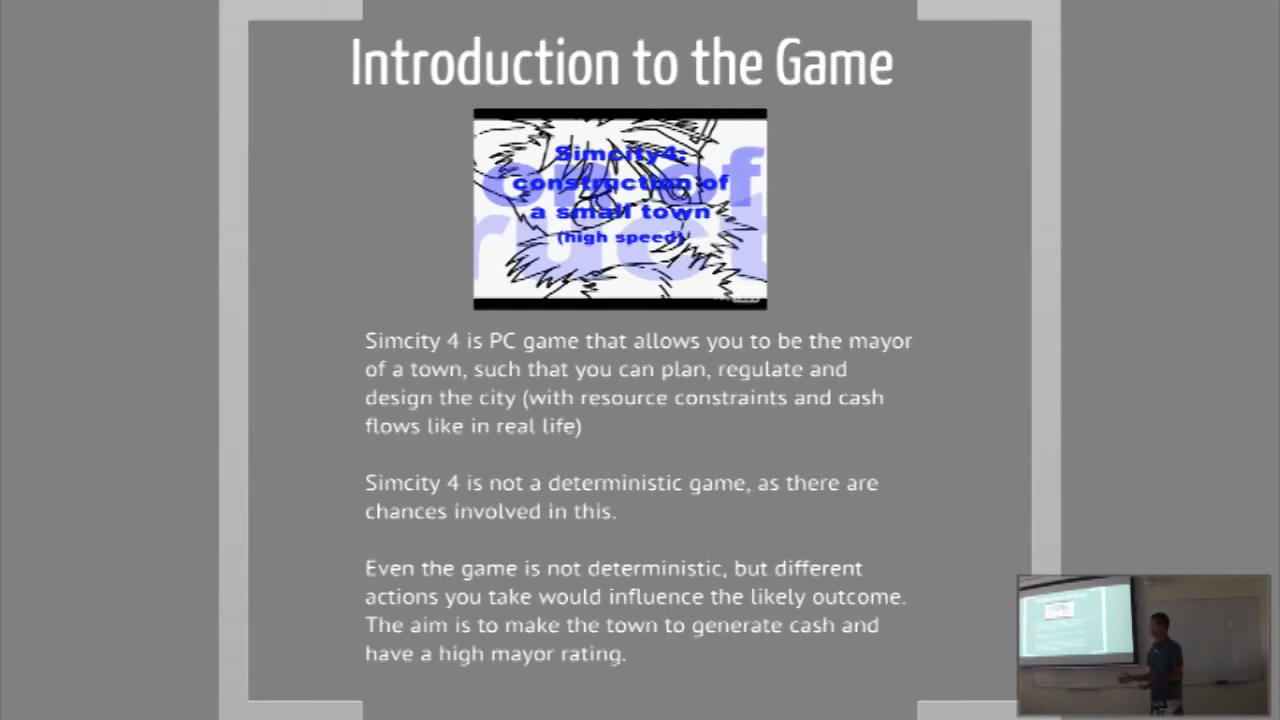 Introduction to the Game
Simcity4:
construction of
a small town
(high speed)
Simcity 4 is PC game that allows you to be the mayor
of a town, such that you can plan, regulate and
design the city (with resource constraints and cash
flows like in real life)
Simcity 4 is not a deterministic game, as there are
chances involved in this.
Even the game is not deterministic, but different
actions you take would influence the likely outcome.
The aim is to make the town to generate cash and
have a high mayor rating.